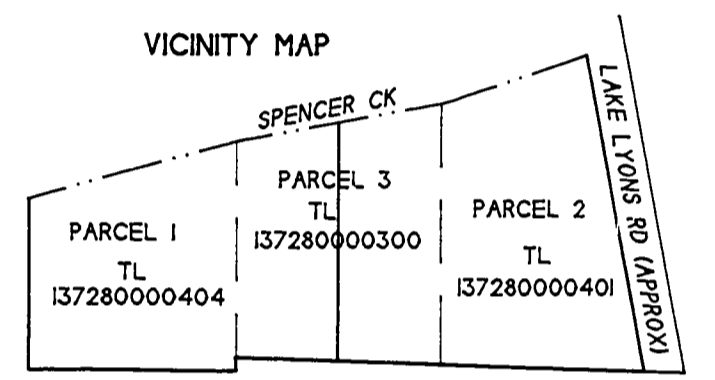 VICINITY MAP
SPENCER CK
LAKE LYONS RD (APPROX)
PARCEL 1
TL
137280000404
PARCEL 3
TL
137280000300
PARCEL 2
TL
137280000401